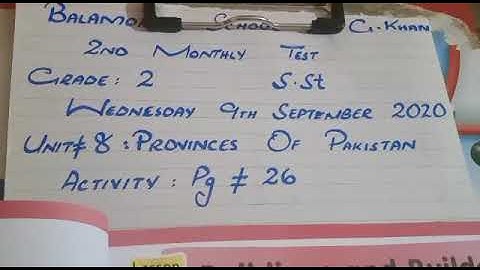 School G.Khan
2nd Monthly Test
Grade: 2 S.St
Wednesday 9th September 2020
Unit# 8: Provinces Of Pakistan
Activity: Pg # 26